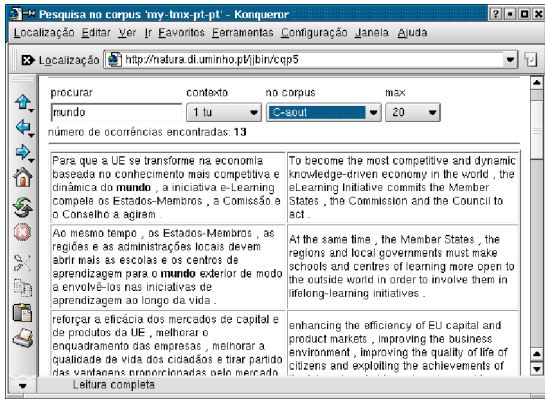 Pesquisa no corpus 'my-tmx-pt-pt' - Konqueror
Localização Editar Ver Ir Favoritos Ferramentas Configuração Janela Ajuda
Localização http://natura.di.uminho.pt/jjbin/cqp5
procurar contexto no corpus max
mundo 1 tu C-aout 20
número de ocorrências encontradas: 13
Para que a UE se transforme na economia
baseada no conhecimento mais competitiva e
dinâmica do mundo , a iniciativa e-Learning
compele os Estados-Membros , a Comissão e
o Conselho a agirem .
To become the most competitive and dynamic
knowledge-driven economy in the world , the
eLearning Initiative commits the Member
States , the Commission and the Council to
act .
Ao mesmo tempo , os Estados-Membros , as
regiões e as administrações locais devem
abrir mais as escolas e os centros de
aprendizagem para o mundo exterior de modo
a envolvê-los nas iniciativas de
aprendizagem ao longo da vida .
At the same time , the Member States , the
regions and local governments must make
schools and centres of learning more open to
the outside world in order to involve them in
lifelong-learning initiatives .
reforçar a eficácia dos mercados de capital e
de produtos da UE , melhorar o
enquadramento das empresas , melhorar a
qualidade de vida dos cidadãos e tirar partido
das vantagens proporcionadas pelo mercado
enhancing the efficiency of EU capital and
product markets , improving the business
environment , improving the quality of life of
citizens and exploiting the achievements of
Leitura completa